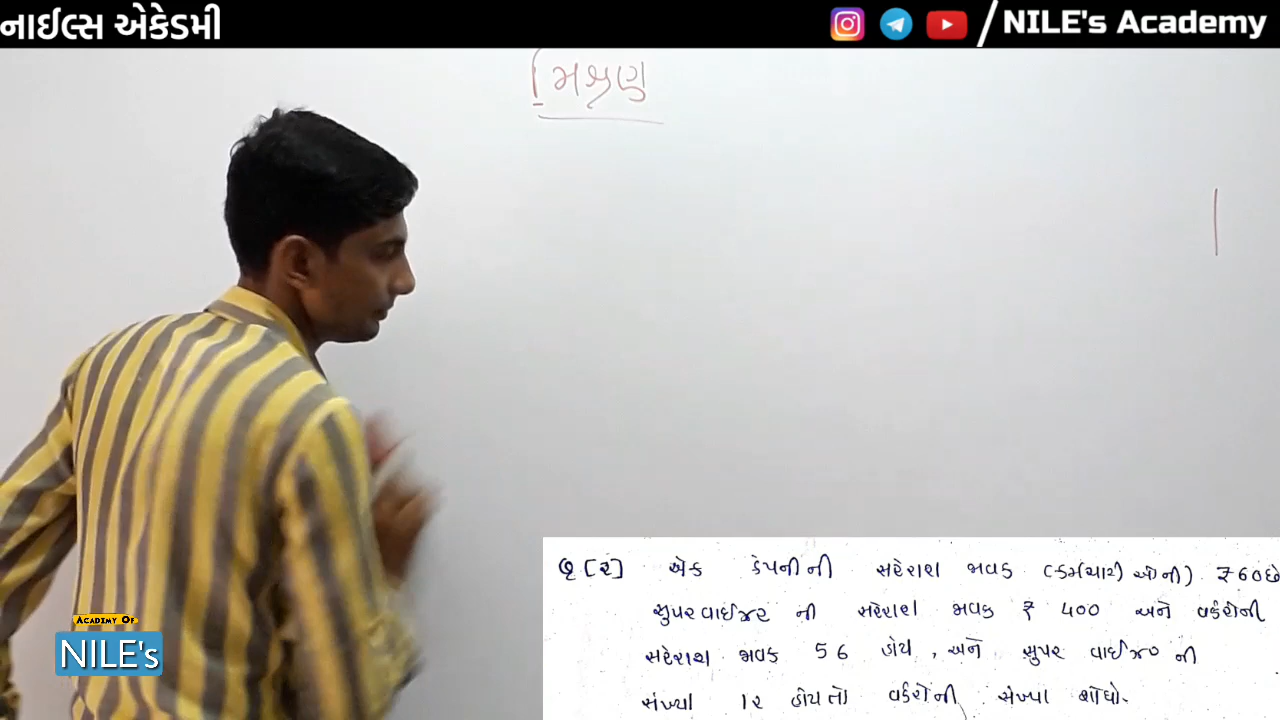 નાઈલ્સ એકેડમી
NILE's Academy
મિશ્રણ
Q [૨] એક કંપનીની સરેરાશ આવક (કર્મચારીઓની) ₹60 છે
સુપરવાઈઝર ની સરેરાશ આવક ₹ 400 અને વર્કરોની
સરેરાશ આવક 56 હોય , અને સુપર વાઈઝર ની
સંખ્યા 1૨ હોય તો વર્કરોની સંખ્યા શોધો.
ACADEMY OF
NILE's